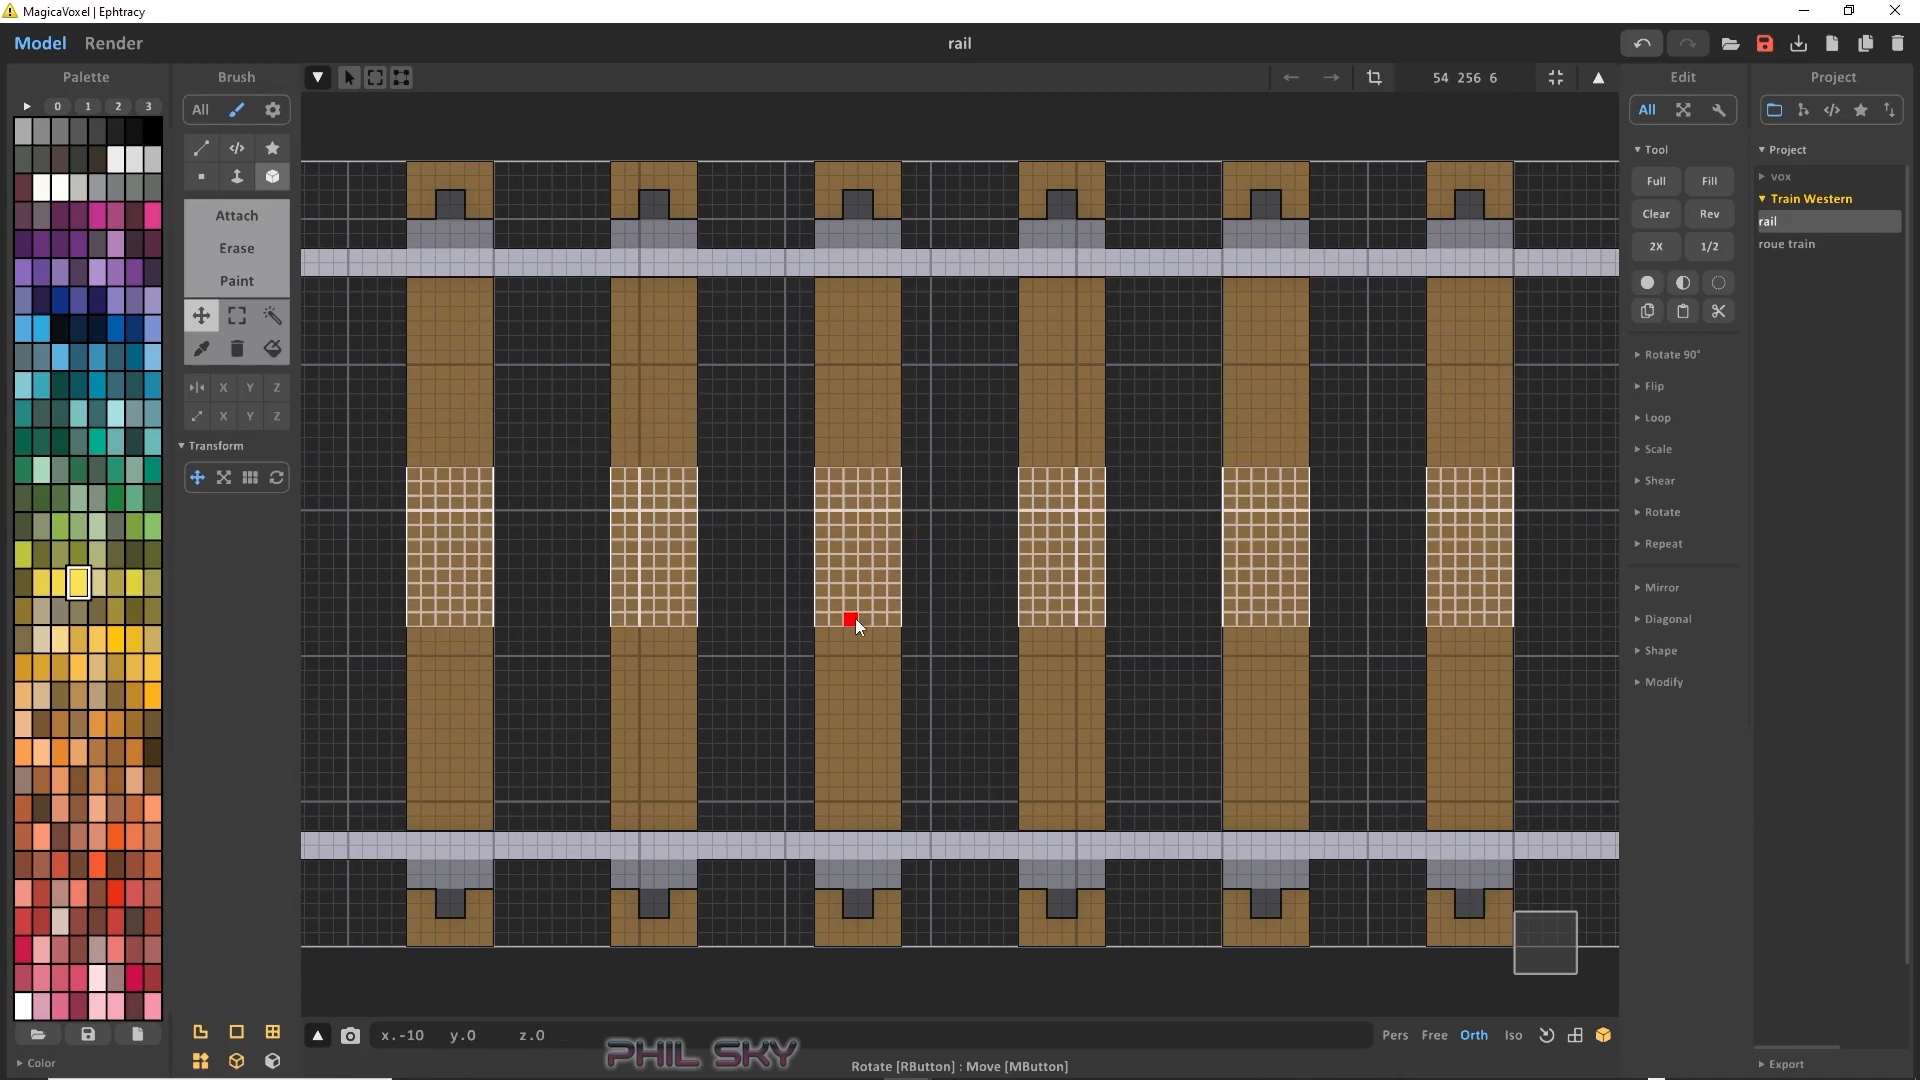 MagicaVoxel | Ephtracy
Model Render
rail
Palette
Brush
54 256 6
Edit
Project
0 1 2 3
All
All
Project
Tool
vox
Full Fill
Train Western
Clear Rev
rail
2X 1/2
roue train
Attach
Erase
Paint
X Y Z
X Y Z
Transform
Rotate 90°
Flip
Loop
Scale
Shear
Rotate
Repeat
Mirror
Diagonal
Shape
Modify
x.-10 y.0 z.0
Pers Free Orth Iso
PHIL SKY
Color
Rotate [RButton] : Move [MButton]
Export